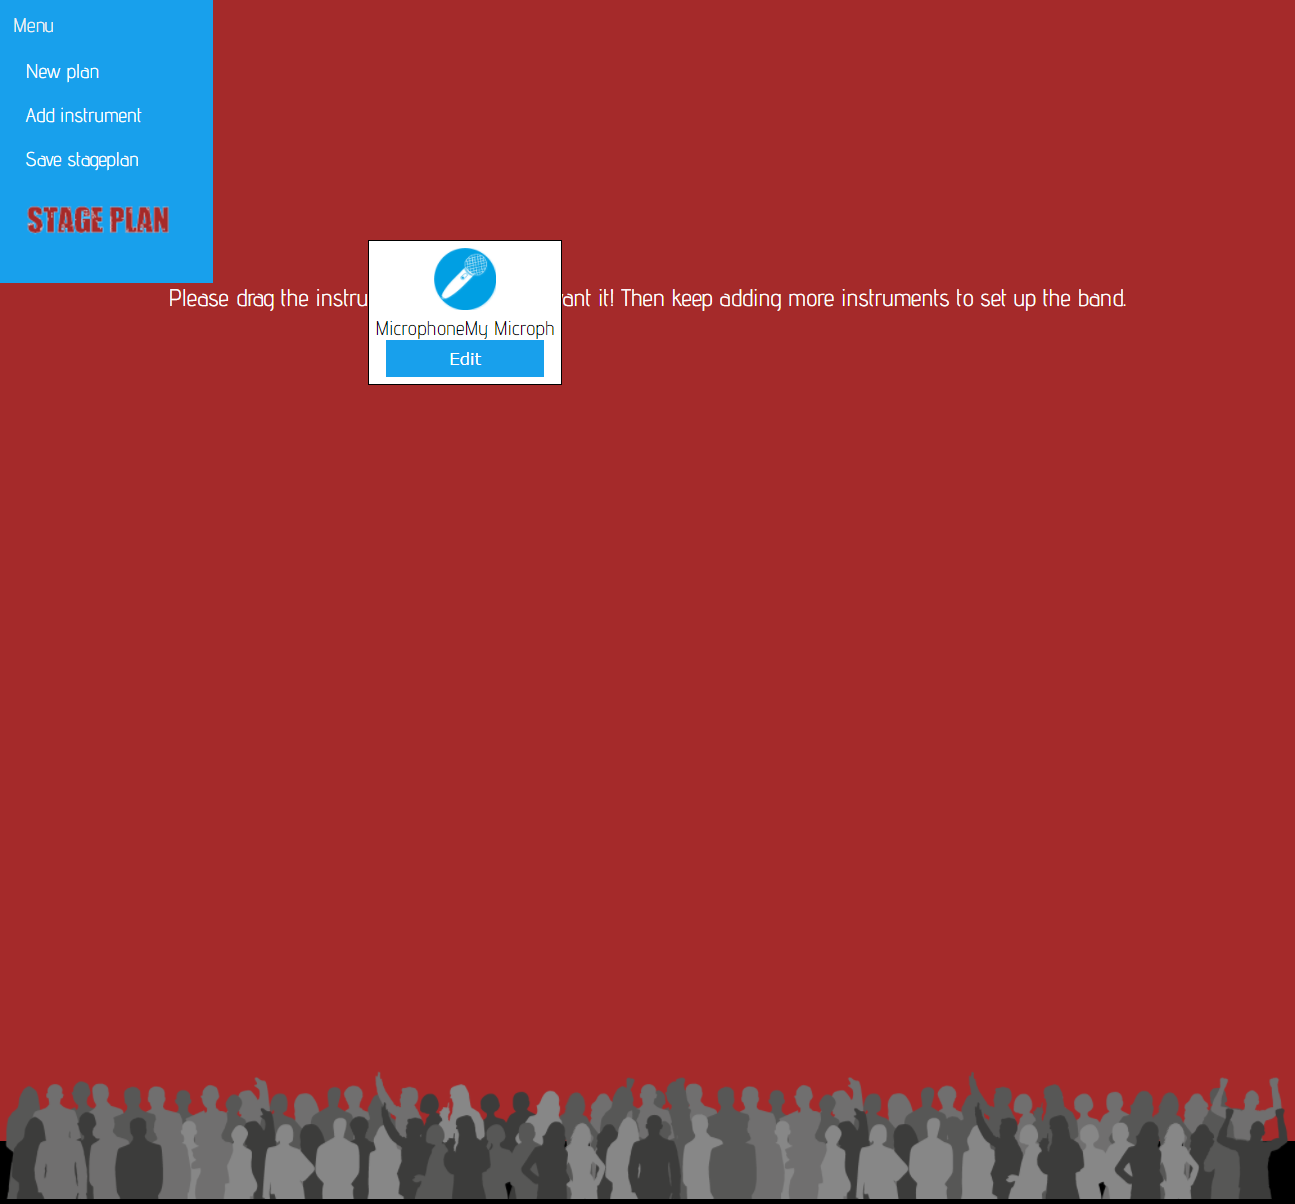 Menu
New plan
Add instrument
Save stageplan
STAGE PLAN
Please drag the instru ant it! Then keep adding more instruments to set up the band.
MicrophoneMy Microph
Edit